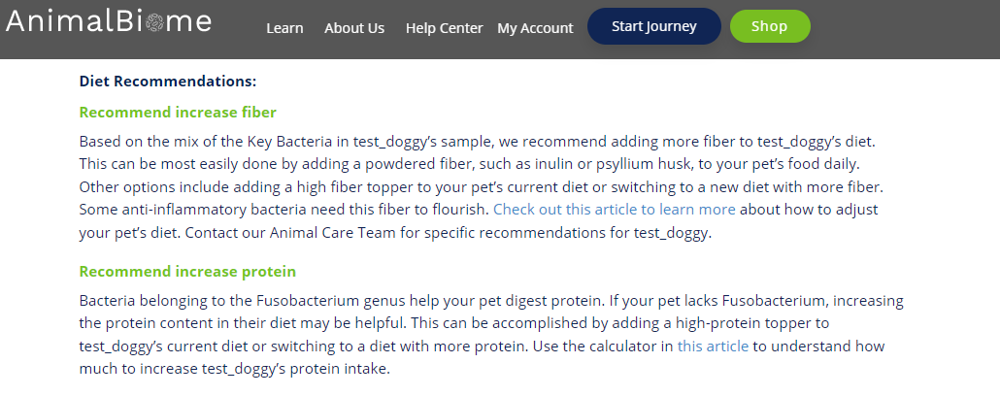 AnimalBiome
Learn About Us Help Center My Account Start Journey Shop
Diet Recommendations:
Recommend increase fiber
Based on the mix of the Key Bacteria in test_doggy’s sample, we recommend adding more fiber to test_doggy’s diet.
This can be most easily done by adding a powdered fiber, such as inulin or psyllium husk, to your pet’s food daily.
Other options include adding a high fiber topper to your pet’s current diet or switching to a new diet with more fiber.
Some anti-inflammatory bacteria need this fiber to flourish. Check out this article to learn more about how to adjust
your pet’s diet. Contact our Animal Care Team for specific recommendations for test_doggy.
Recommend increase protein
Bacteria belonging to the Fusobacterium genus help your pet digest protein. If your pet lacks Fusobacterium, increasing
the protein content in their diet may be helpful. This can be accomplished by adding a high-protein topper to
test_doggy’s current diet or switching to a diet with more protein. Use the calculator in this article to understand how
much to increase test_doggy’s protein intake.